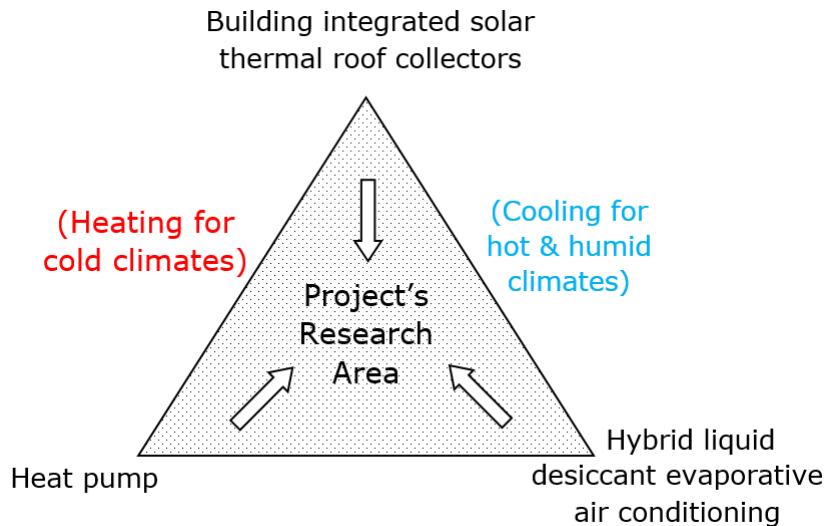 Building integrated solar
thermal roof collectors
(Heating for
cold climates)
(Cooling for
hot & humid
climates)
Project's
Research
Area
Heat pump
Hybrid liquid
desiccant evaporative
air conditioning